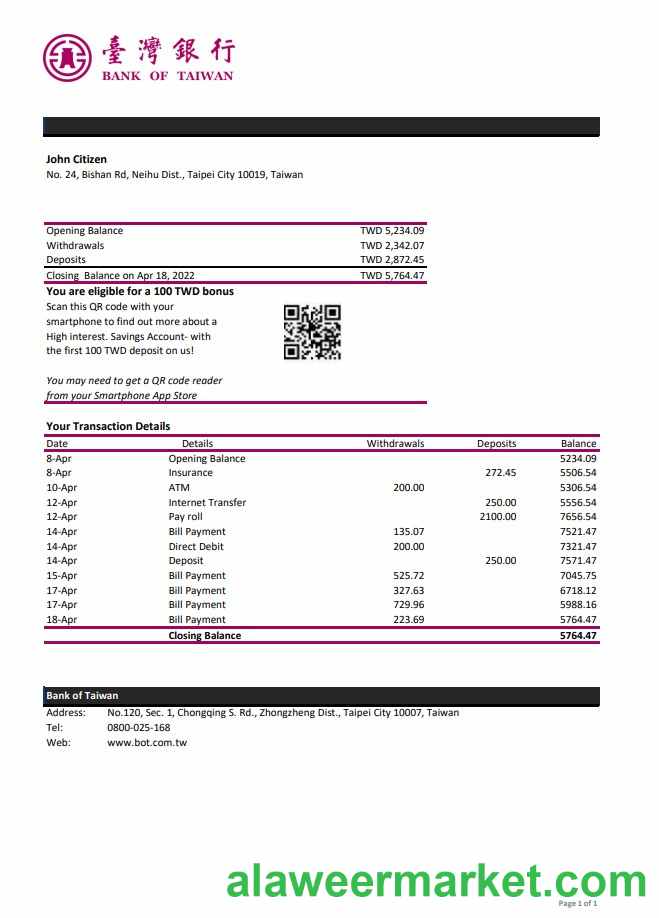 臺灣銀行
BANK OF TAIWAN
John Citizen
No. 24, Bishan Rd, Neihu Dist., Taipei City 10019, Taiwan
Opening Balance TWD 5,234.09
Withdrawals TWD 2,342.07
Deposits TWD 2,872.45
Closing Balance on Apr 18, 2022 TWD 5,764.47
You are eligible for a 100 TWD bonus
Scan this QR code with your
smartphone to find out more about a
High interest. Savings Account- with
the first 100 TWD deposit on us!
You may need to get a QR code reader
from your Smartphone App Store
Your Transaction Details
Date Details Withdrawals Deposits Balance
8-Apr Opening Balance 5234.09
8-Apr Insurance 272.45 5506.54
10-Apr ATM 200.00 5306.54
12-Apr Internet Transfer 250.00 5556.54
12-Apr Pay roll 2100.00 7656.54
14-Apr Bill Payment 135.07 7521.47
14-Apr Direct Debit 200.00 7321.47
14-Apr Deposit 250.00 7571.47
15-Apr Bill Payment 525.72 7045.75
17-Apr Bill Payment 327.63 6718.12
17-Apr Bill Payment 729.96 5988.16
18-Apr Bill Payment 223.69 5764.47
Closing Balance 5764.47
Bank of Taiwan
Address: No.120, Sec. 1, Chongqing S. Rd., Zhongzheng Dist., Taipei City 10007, Taiwan
Tel: 0800-025-168
Web: www.bot.com.tw
alaweermarket.com
Page 1 of 1